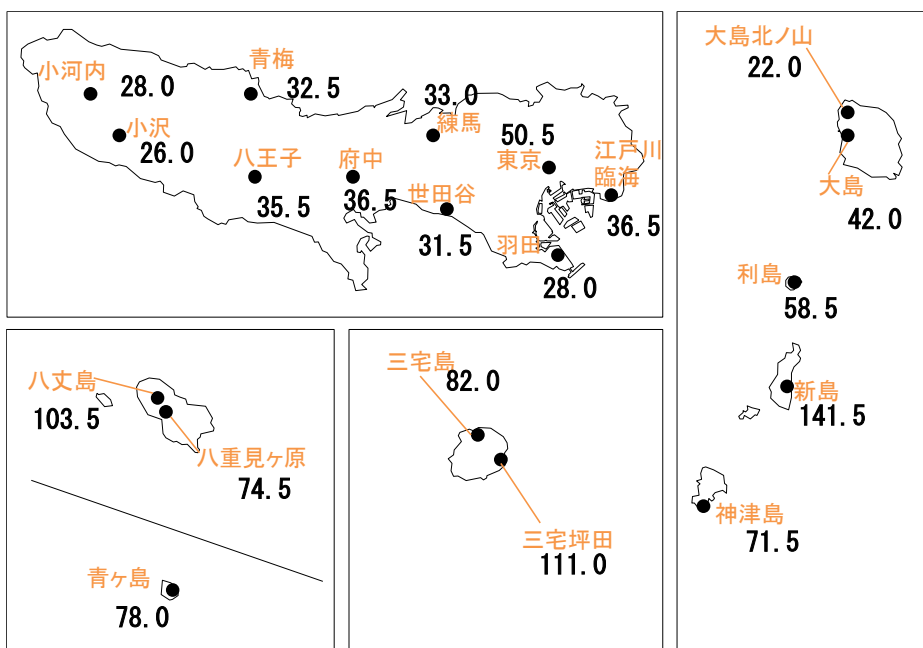 小河内
28.0
青梅
32.5
小沢
26.0
33.0
練馬
50.5
東京
江戸川
臨海
36.5
八王子
35.5
府中
36.5
世田谷
31.5
羽田
28.0
大島北ノ山
22.0
大島
42.0
利島
58.5
新島
141.5
神津島
71.5
八丈島
103.5
八重見ヶ原
74.5
青ヶ島
78.0
三宅島
82.0
三宅坪田
111.0